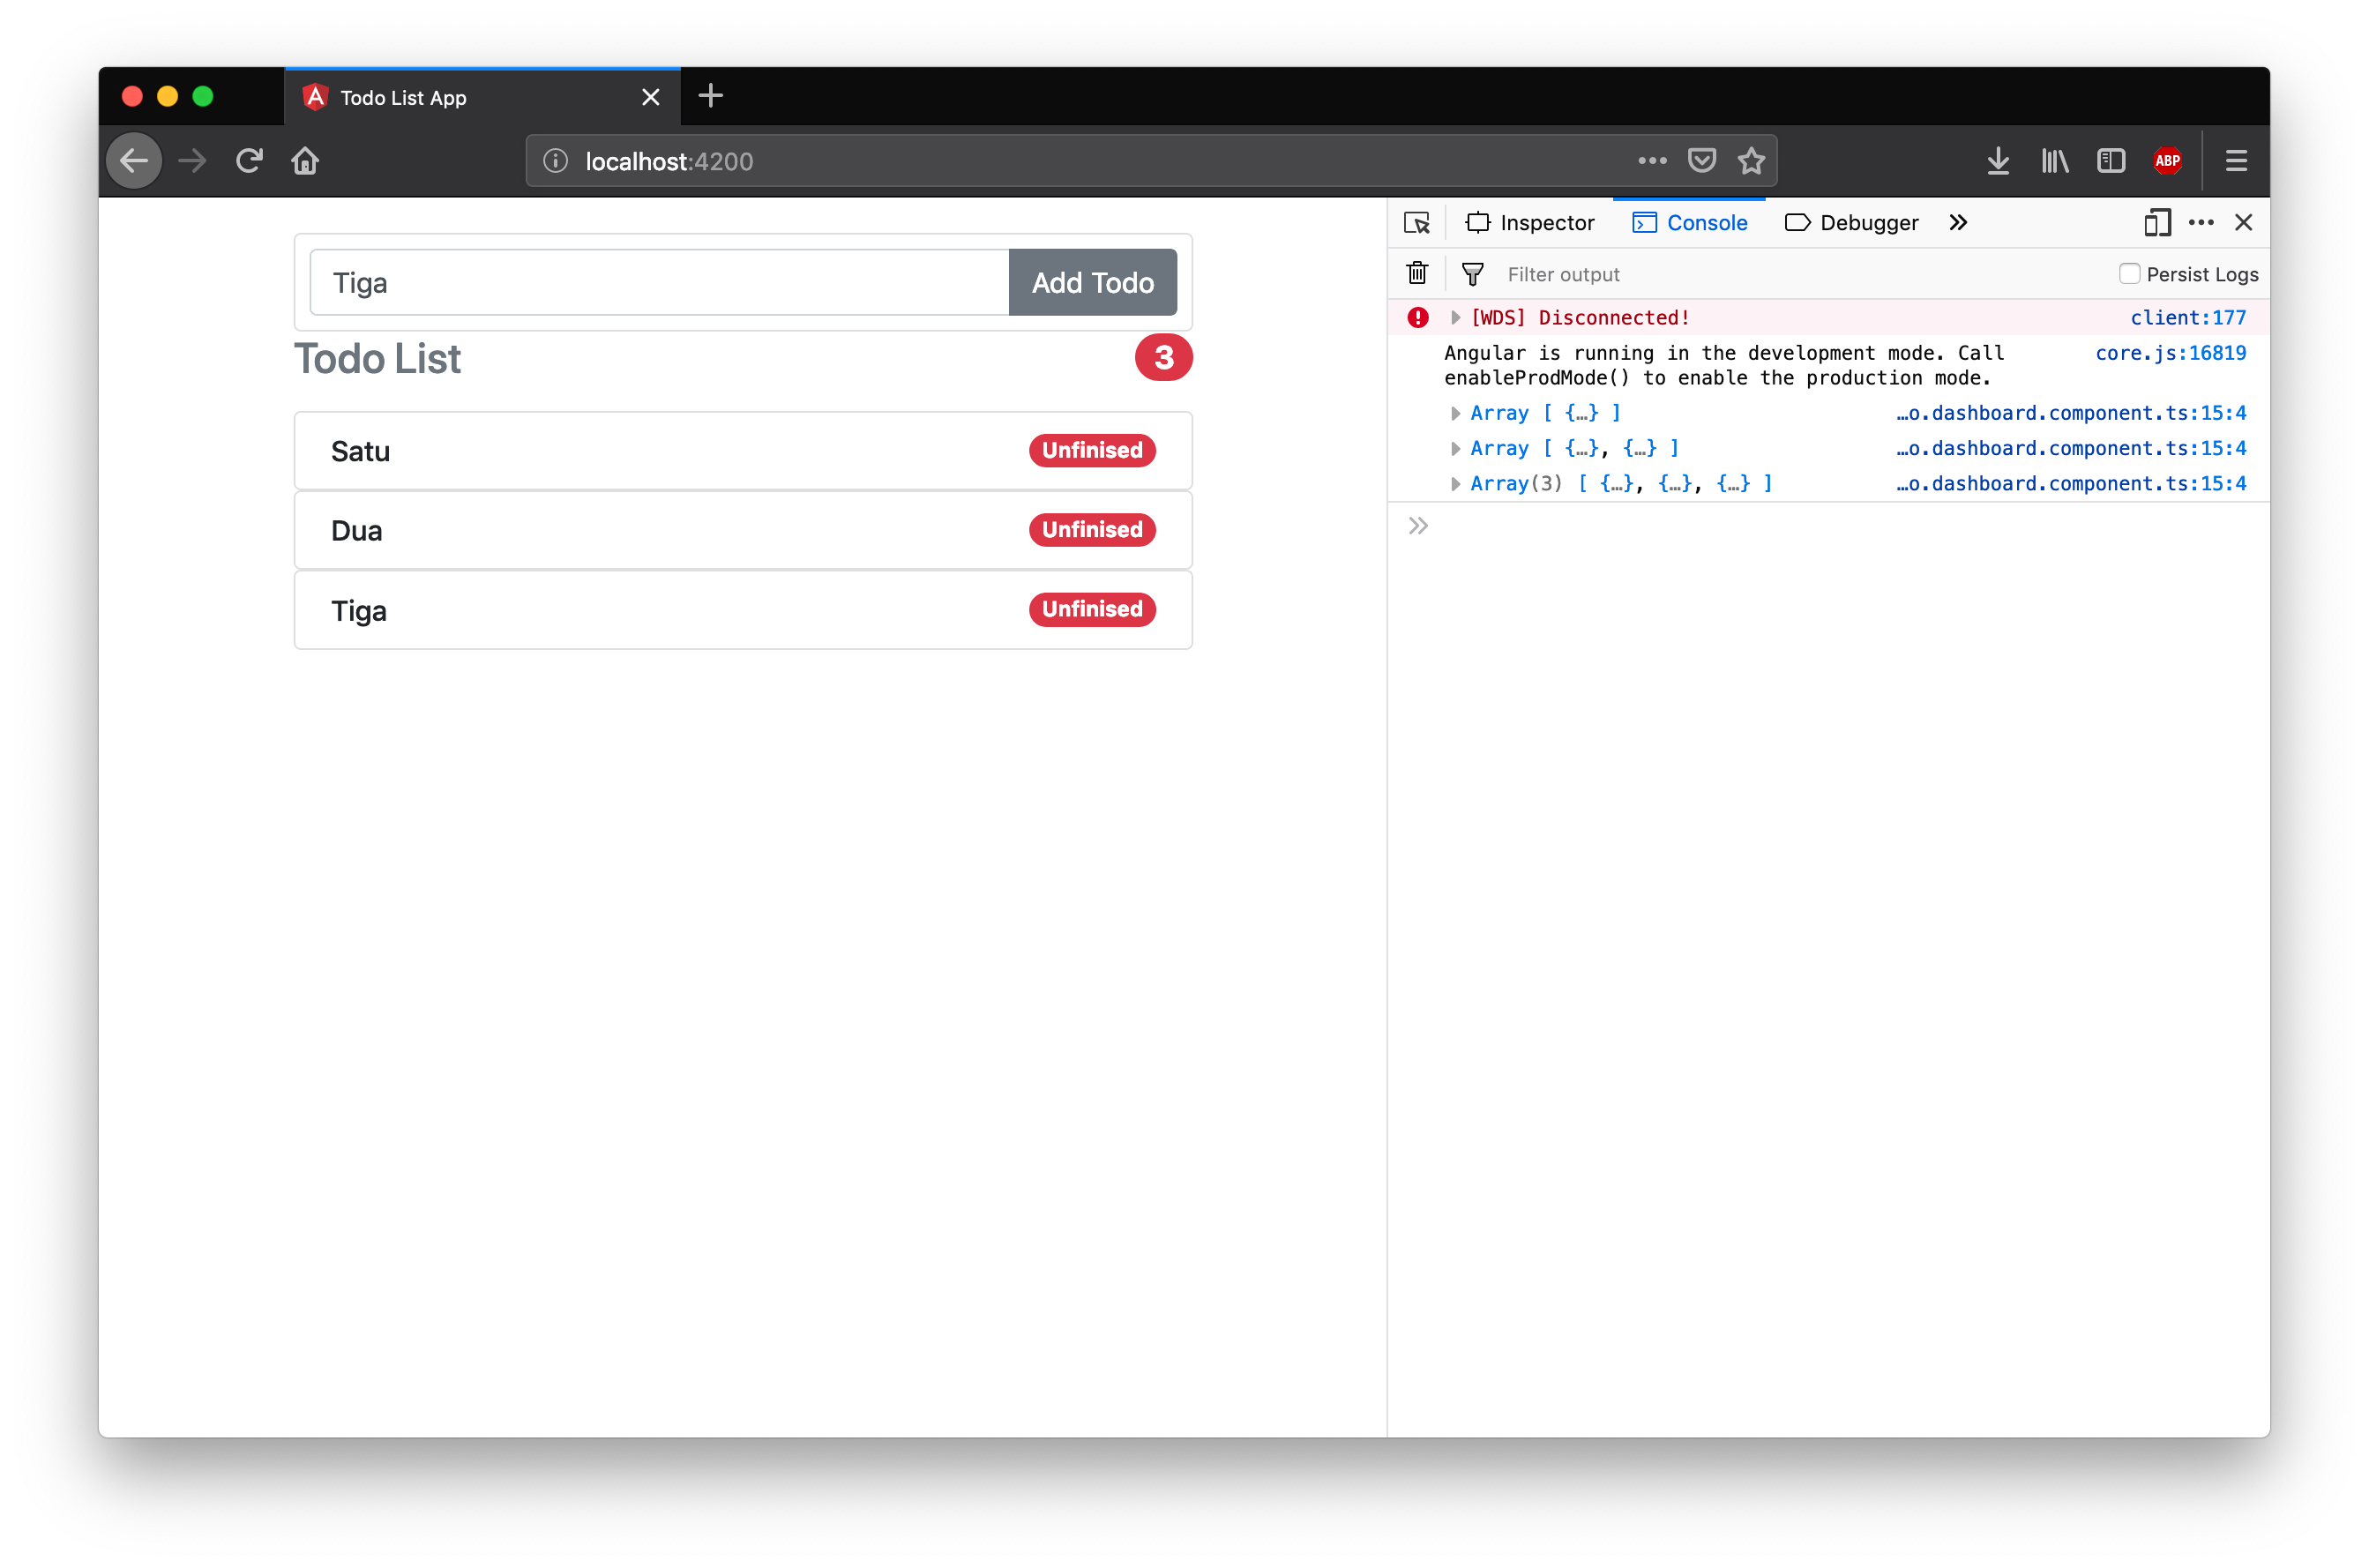 Todo List App
localhost:4200
ABP
Tiga
Add Todo
Todo List
3
Satu
Unfinised
Dua
Unfinised
Tiga
Unfinised
Inspector
Console
Debugger
Filter output
Persist Logs
[WDS] Disconnected!
client:177
Angular is running in the development mode. Call
core.js:16819
enableProdMode() to enable the production mode.
Array [ {…} ]
…o.dashboard.component.ts:15:4
Array [ {…}, {…} ]
…o.dashboard.component.ts:15:4
Array(3) [ {…}, {…}, {…} ]
…o.dashboard.component.ts:15:4